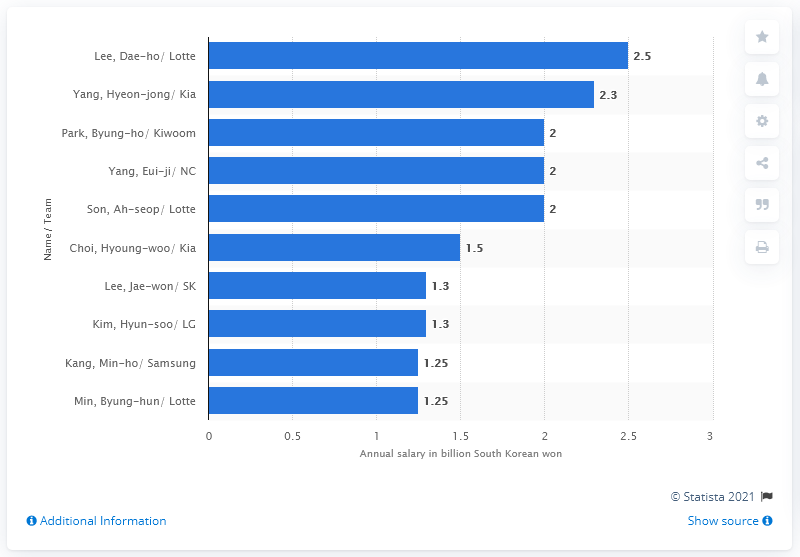 Lee, Dae-ho/ Lotte 2.5
Yang, Hyeon-jong/ Kia 2.3
Park, Byung-ho/ Kiwoom 2
Yang, Eui-ji/ NC 2
Son, Ah-seop/ Lotte 2
Choi, Hyoung-woo/ Kia 1.5
Lee, Jae-won/ SK 1.3
Kim, Hyun-soo/ LG 1.3
Kang, Min-ho/ Samsung 1.25
Min, Byung-hun/ Lotte 1.25
Name / Team
0 0.5 1 1.5 2 2.5 3
Annual salary in billion South Korean won
© Statista 2021
Additional Information
Show source